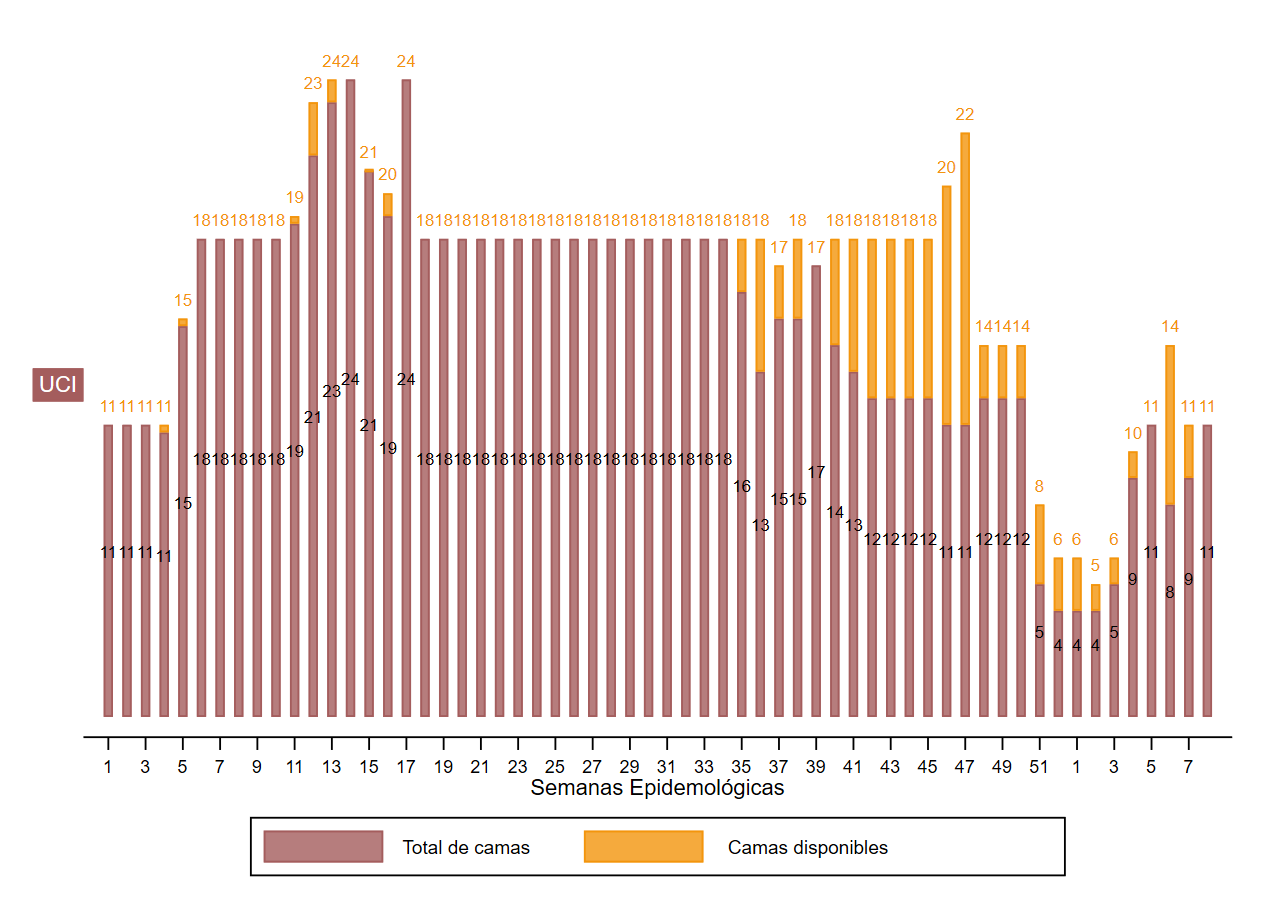 11 11 11 11 15 18 18 18 18 18 19 23 24 24 21 20 24 18 18 18 18 18 18 18 18 18 18 18 18 18 18 18 18 18 18 18 17 18 17 18 18 18 18 18 18 20 22 14 14 14 8 6 6 5 6 10 11 14 11 11
UCI
11 11 11 11 15 18 18 18 18 18 19 21 23 24 21 19 24 18 18 18 18 18 18 18 18 18 18 18 18 18 18 18 18 18 16 13 15 15 17 14 13 12 12 12 12 11 11 12 12 12 5 4 4 4 5 9 11 8 9 11
1 3 5 7 9 11 13 15 17 19 21 23 25 27 29 31 33 35 37 39 41 43 45 47 49 51 1 3 5 7
Semanas Epidemológicas
Total de camas Camas disponibles